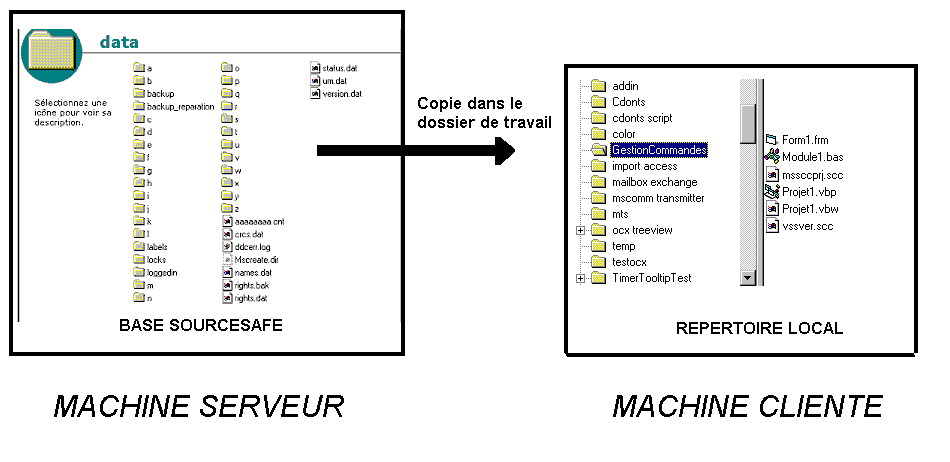 data
Sélectionnez une
icône pour voir sa
description.
a
b
backup
backup_reparation
c
d
e
f
g
h
i
j
k
l
labels
locks
loggedin
m
n
o
p
q
r
s
t
u
v
w
x
y
z
aaaaaaaa.cnt
crcs.dat
ddcerr.log
Mscreate.dir
names.dat
rights.bak
rights.dat
status.dat
um.dat
version.dat
BASE SOURCESAFE
MACHINE SERVEUR
Copie dans le
dossier de travail
addin
Cdonts
cdonts script
color
GestionCommandes
import access
mailbox exchange
mscomm transmitter
mts
ocx treeview
temp
testocx
TimerTooltipTest
Form1.frm
Module1.bas
mssccprj.scc
Projet1.vbp
Projet1.vbw
vssver.scc
REPERTOIRE LOCAL
MACHINE CLIENTE